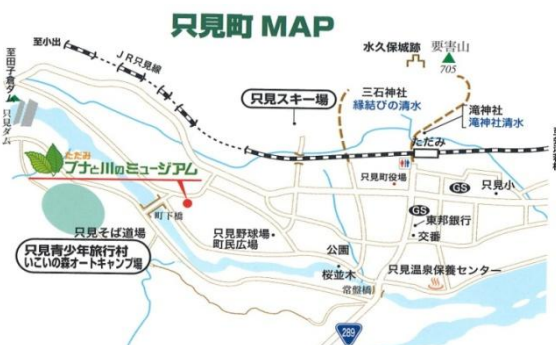 只見町 MAP
至小出
JR只見線
水久保城跡
要害山
705
至田子倉ダム
只見ダム
只見スキー場
三石神社
縁結びの清水
滝神社
滝神社清水
ただみ
ただみ
ブナと川のミュージアム
只見町役場
GS
只見小
町下橋
GS
東邦銀行
交番
只見そば道場
只見野球場
町民広場
公園
只見青少年旅行村
いこいの森オートキャンプ場
桜並木
只見温泉保養センター
常盤橋
289